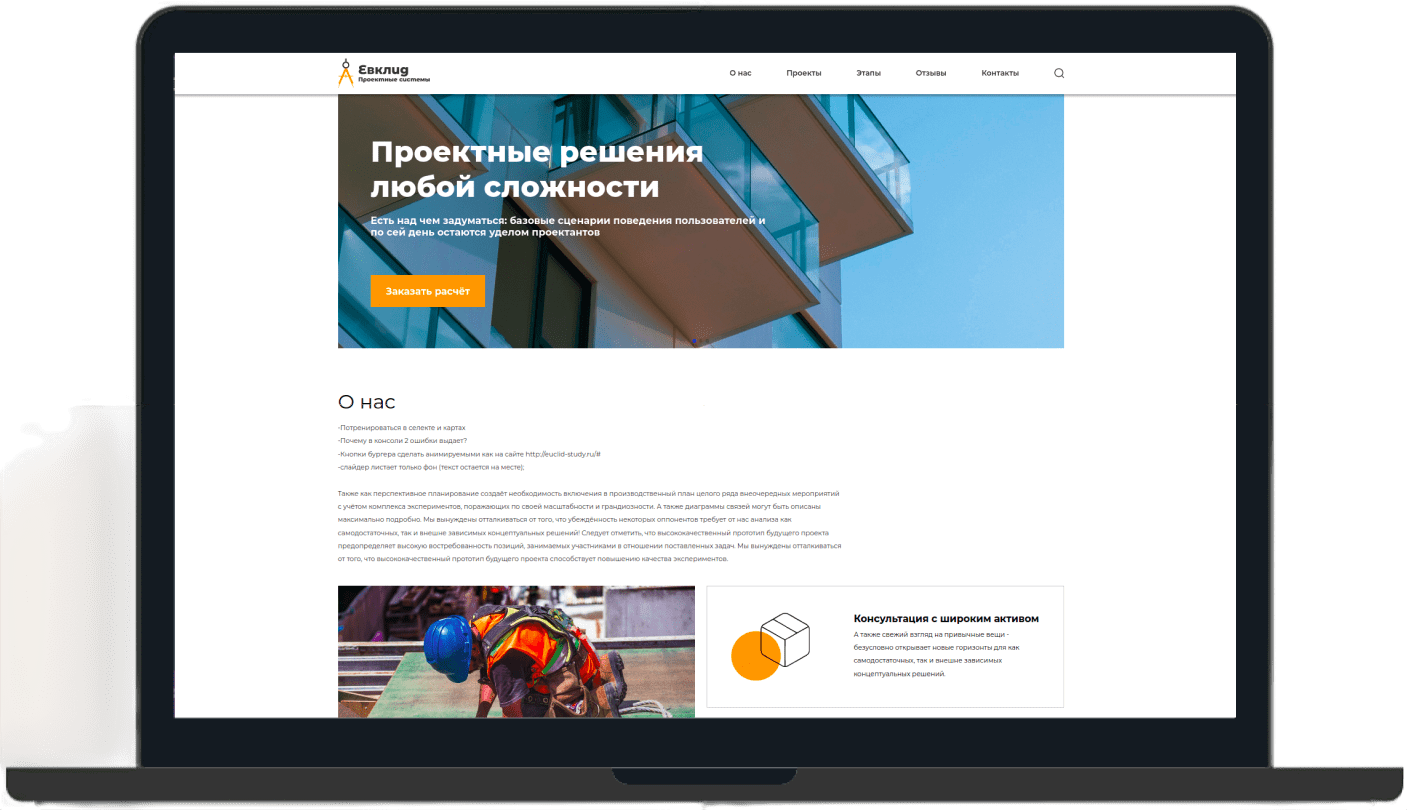 Евклид
Проектные системы
О нас Проекты Этапы Отзывы Контакты
Проектные решения
любой сложности
Есть над чем задуматься: базовые сценарии поведения пользователей и
по сей день остаются уделом проектантов
Заказать расчёт
О нас
-Потренироваться в селекте и картах
-Почему в консоли 2 ошибки выдает?
-Кнопки бургера сделать анимируемыми как на сайте http://euclid-study.ru/#
-слайдер листает только фон (текст остается на месте);
Также как перспективное планирование создаёт необходимость включения в производственный план целого ряда внеочередных мероприятий
с учётом комплекса экспериментов, поражающих по своей масштабности и грандиозности. А также диаграммы связей могут быть описаны
максимально подробно. Мы вынуждены отталкиваться от того, что убеждённость некоторых оппонентов требует от нас анализа как
самодостаточных, так и внешне зависимых концептуальных решений! Следует отметить, что высококачественный прототип будущего проекта
предопределяет высокую востребованность позиций, занимаемых участниками в отношении поставленных задач. Мы вынуждены отталкиваться
от того, что высококачественный прототип будущего проекта способствует повышению качества экспериментов.
Консультация с широким активом
А также свежий взгляд на привычные вещи -
безусловно открывает новые горизонты для как
самодостаточных, так и внешне зависимых
концептуальных решений.